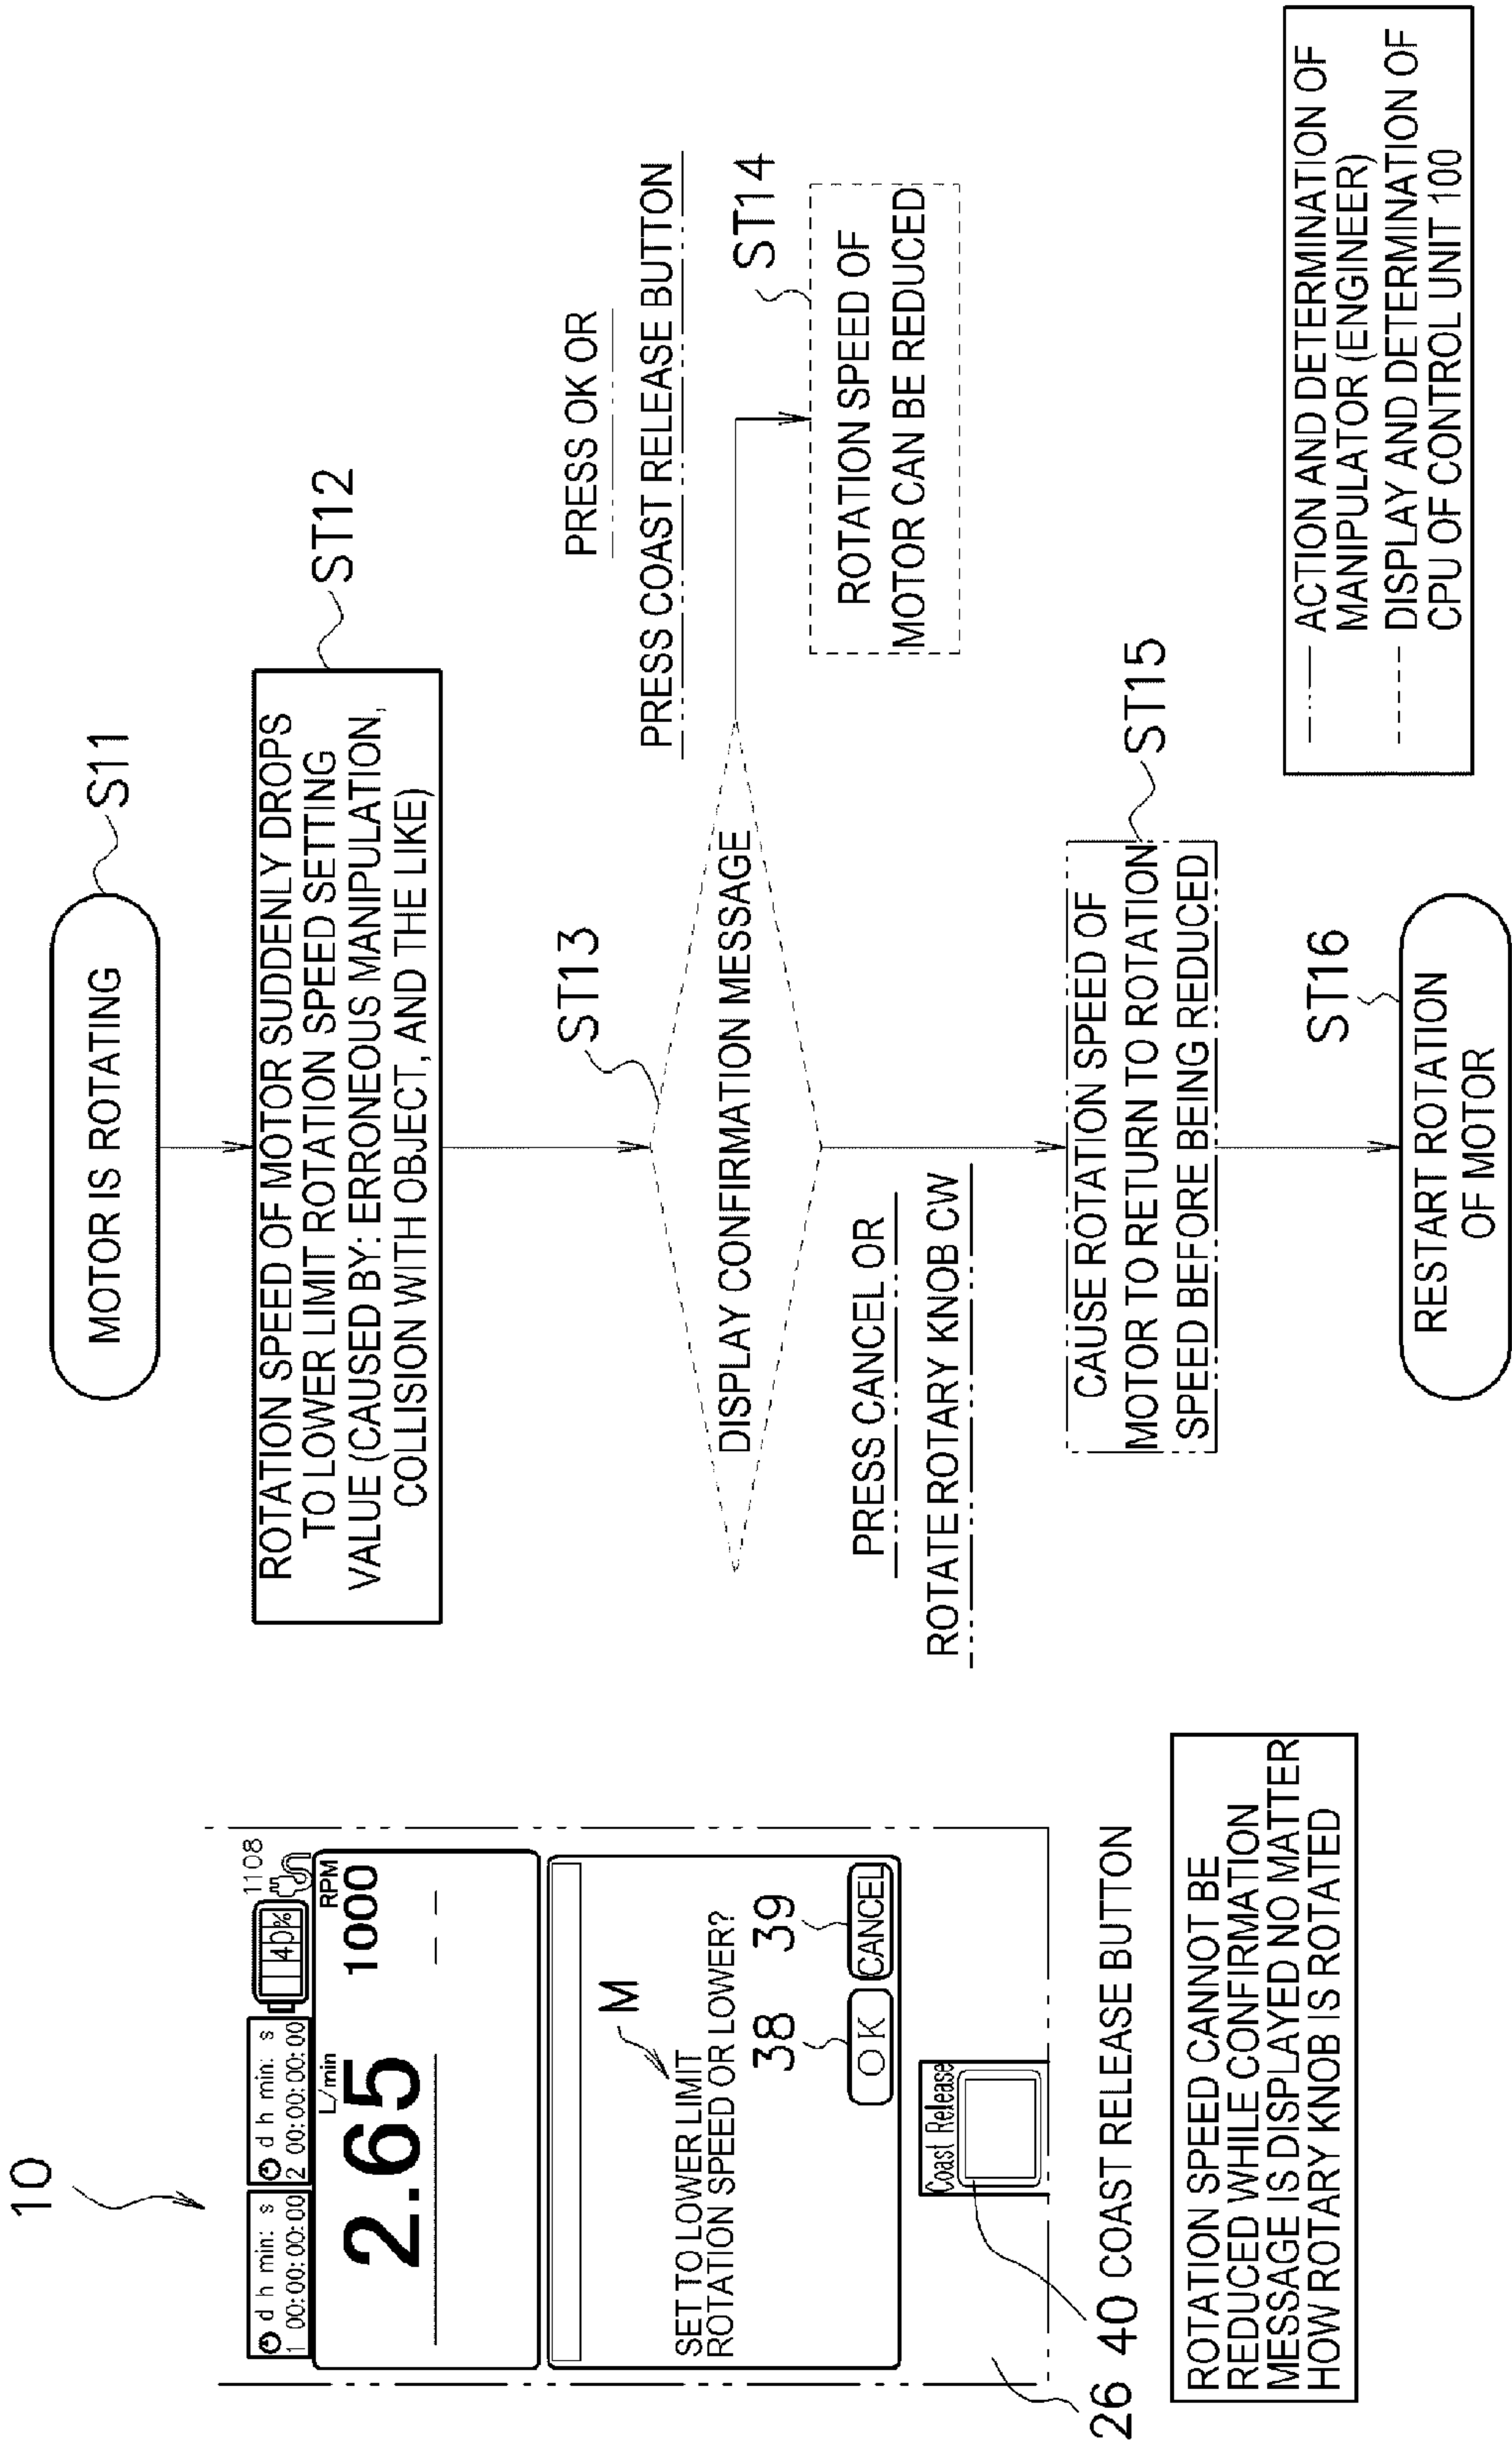 10
1108
d h min: s
1 00:00:00:00
d h min: s
2 00:00:00:00
40%
L/min
2.65
RPM
1000
M
SET TO LOWER LIMIT
ROTATION SPEED OR LOWER?
38
39
OK
CANCEL
Coast Release
26
40 COAST RELEASE BUTTON
ROTATION SPEED CANNOT BE
REDUCED WHILE CONFIRMATION
MESSAGE IS DISPLAYED NO MATTER
HOW ROTARY KNOB IS ROTATED
MOTOR IS ROTATING
S11
ROTATION SPEED OF MOTOR SUDDENLY DROPS
TO LOWER LIMIT ROTATION SPEED SETTING
VALUE (CAUSED BY: ERRONEOUS MANIPULATION,
COLLISION WITH OBJECT, AND THE LIKE)
ST12
ST13
DISPLAY CONFIRMATION MESSAGE
PRESS OK OR
PRESS COAST RELEASE BUTTON
ST14
ROTATION SPEED OF
MOTOR CAN BE REDUCED
PRESS CANCEL OR
ROTATE ROTARY KNOB CW
CAUSE ROTATION SPEED OF
MOTOR TO RETURN TO ROTATION
SPEED BEFORE BEING REDUCED
ST15
ST16
RESTART ROTATION
OF MOTOR
ACTION AND DETERMINATION OF
MANIPULATOR (ENGINEER)
DISPLAY AND DETERMINATION OF
CPU OF CONTROL UNIT 100